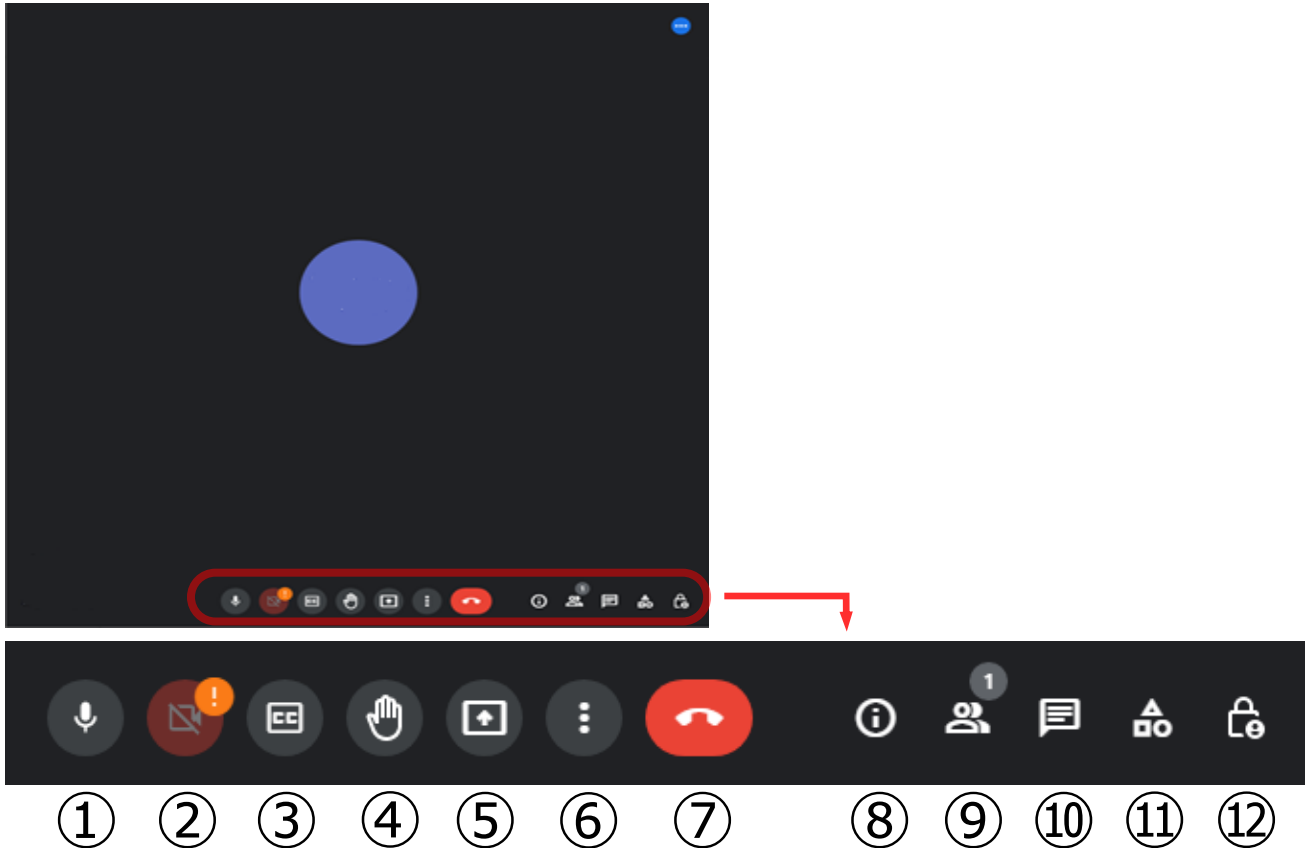 CC
1
① ② ③ ④ ⑤ ⑥ ⑦ ⑧ ⑨ ⑩ ⑪ ⑫